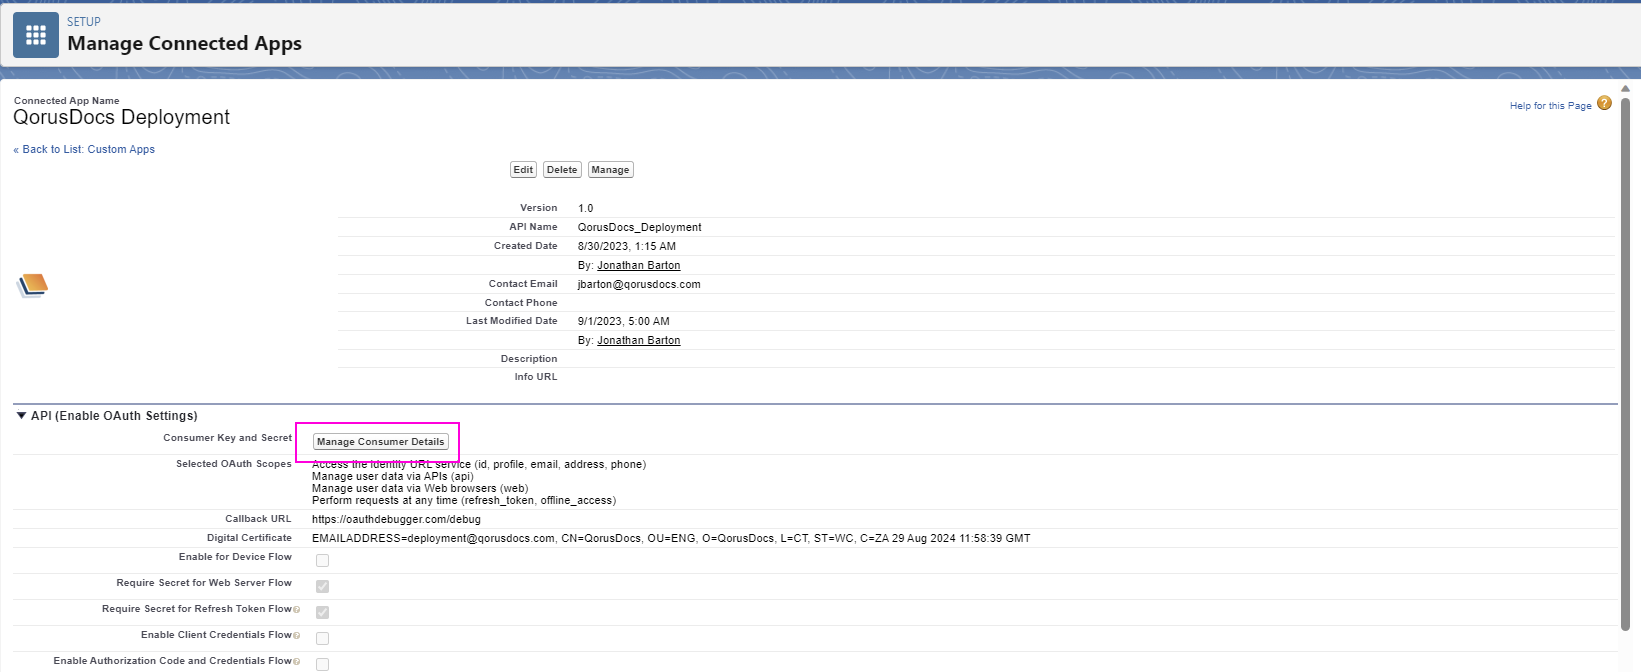 SETUP
Manage Connected Apps
Connected App Name
QorusDocs Deployment
Help for this Page ?
« Back to List: Custom Apps
Edit Delete Manage
Version 1.0
API Name QorusDocs_Deployment
Created Date 8/30/2023, 1:15 AM
By: Jonathan Barton
Contact Email jbarton@qorusdocs.com
Contact Phone
Last Modified Date 9/1/2023, 5:00 AM
By: Jonathan Barton
Description
Info URL
API (Enable OAuth Settings)
Consumer Key and Secret Manage Consumer Details
Selected OAuth Scopes Access the identity URL service (id, profile, email, address, phone)
Manage user data via APIs (api)
Manage user data via Web browsers (web)
Perform requests at any time (refresh_token, offline_access)
Callback URL https://oauthdebugger.com/debug
Digital Certificate EMAILADDRESS=deployment@qorusdocs.com, CN=QorusDocs, OU=ENG, O=QorusDocs, L=CT, ST=WC, C=ZA 29 Aug 2024 11:58:39 GMT
Enable for Device Flow
Require Secret for Web Server Flow
Require Secret for Refresh Token Flow
Enable Client Credentials Flow
Enable Authorization Code and Credentials Flow